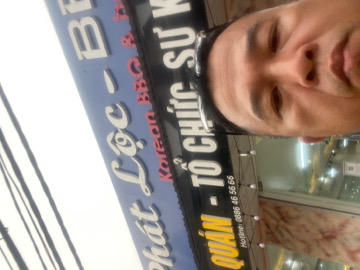 Phát Lộc - B
Korean BBQ &
QUÁN - TỔ CHỨC SỰ K
Hotline: 0886 46 56 66